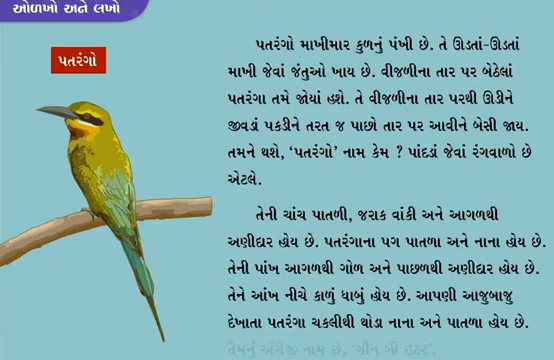 ઓળખો અને લખો
પતરંગો
પતરંગો માખીમાર કુળનું પંખી છે. તે ઊડતાં-ઊડતાં
માખી જેવાં જંતુઓ ખાય છે. વીજળીના તાર પર બેઠેલાં
પતરંગા તમે જોયાં હશે. તે વીજળીના તાર પરથી ઊડીને
જીવડાં પકડીને તરત જ પાછો તાર પર આવીને બેસી જાય.
તમને થશે, ‘પતરંગો’ નામ કેમ ? પાંદડાં જેવાં રંગવાળો છે
એટલે.
તેની ચાંચ પાતળી, જરાક વાંકી અને આગળથી
અણીદાર હોય છે. પતરંગાના પગ પાતળા અને નાના હોય છે.
તેની પાંખ આગળથી ગોળ અને પાછળથી અણીદાર હોય છે.
તેને આંખ નીચે કાળું ધાબું હોય છે. આપણી આજુબાજુ
દેખાતા પતરંગા ચકલીથી થોડા નાના અને પાતળા હોય છે.
તેમનું અંગ્રેજી નામ છે, ‘ગ્રીન બી ઇટર’.